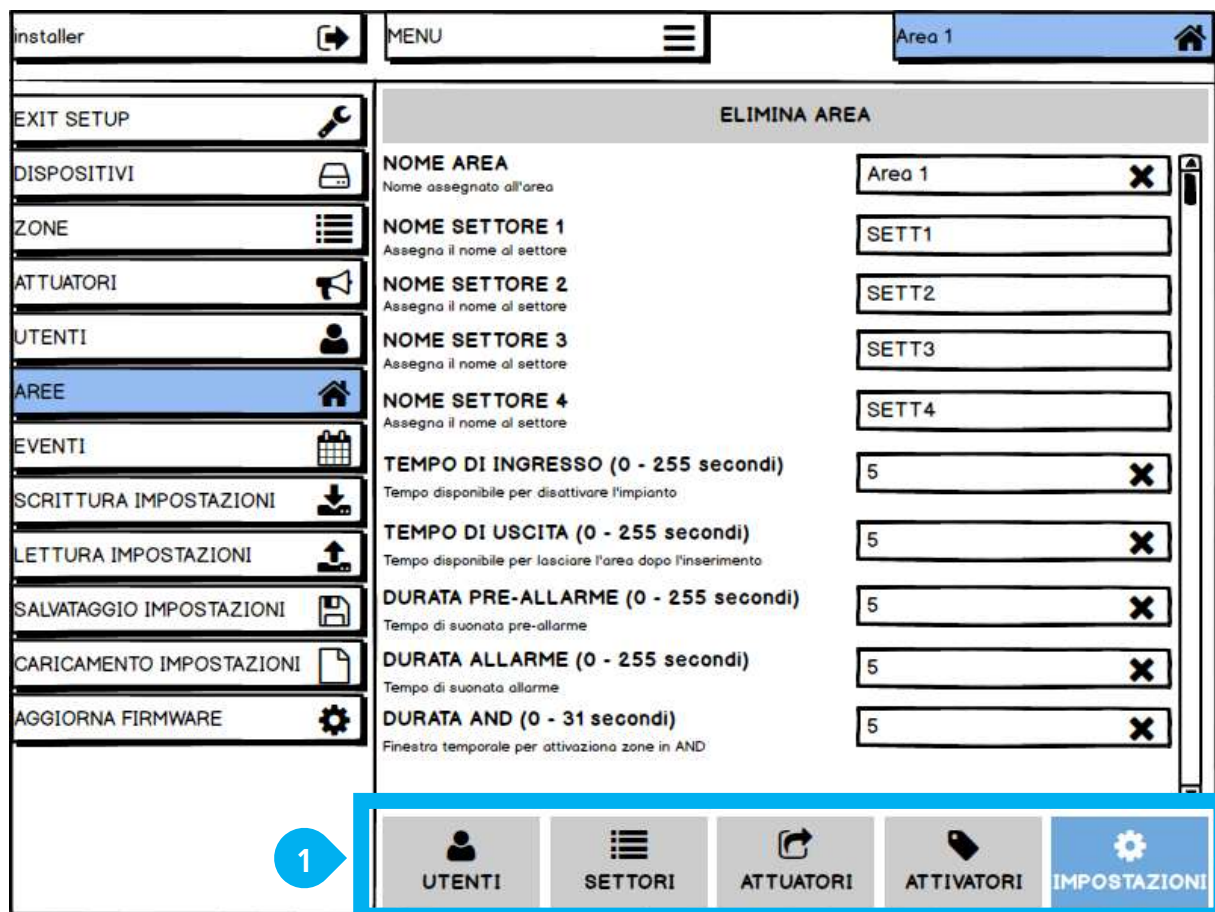 installer
MENU
Area 1
EXIT SETUP
DISPOSITIVI
ZONE
ATTUATORI
UTENTI
AREE
EVENTI
SCRITTURA IMPOSTAZIONI
LETTURA IMPOSTAZIONI
SALVATAGGIO IMPOSTAZIONI
CARICAMENTO IMPOSTAZIONI
AGGIORNA FIRMWARE
ELIMINA AREA
NOME AREA
Nome assegnato all'area
Area 1
NOME SETTORE 1
Assegna il nome al settore
SETT1
NOME SETTORE 2
Assegna il nome al settore
SETT2
NOME SETTORE 3
Assegna il nome al settore
SETT3
NOME SETTORE 4
Assegna il nome al settore
SETT4
TEMPO DI INGRESSO (0 - 255 secondi)
Tempo disponibile per disattivare l'impianto
5
TEMPO DI USCITA (0 - 255 secondi)
Tempo disponibile per lasciare l'area dopo l'inserimento
5
DURATA PRE-ALLARME (0 - 255 secondi)
Tempo di suonata pre-allarme
5
DURATA ALLARME (0 - 255 secondi)
Tempo di suonata allarme
5
DURATA AND (0 - 31 secondi)
Finestra temporale per attivaziona zone in AND
5
1
UTENTI
SETTORI
ATTUATORI
ATTIVATORI
IMPOSTAZIONI